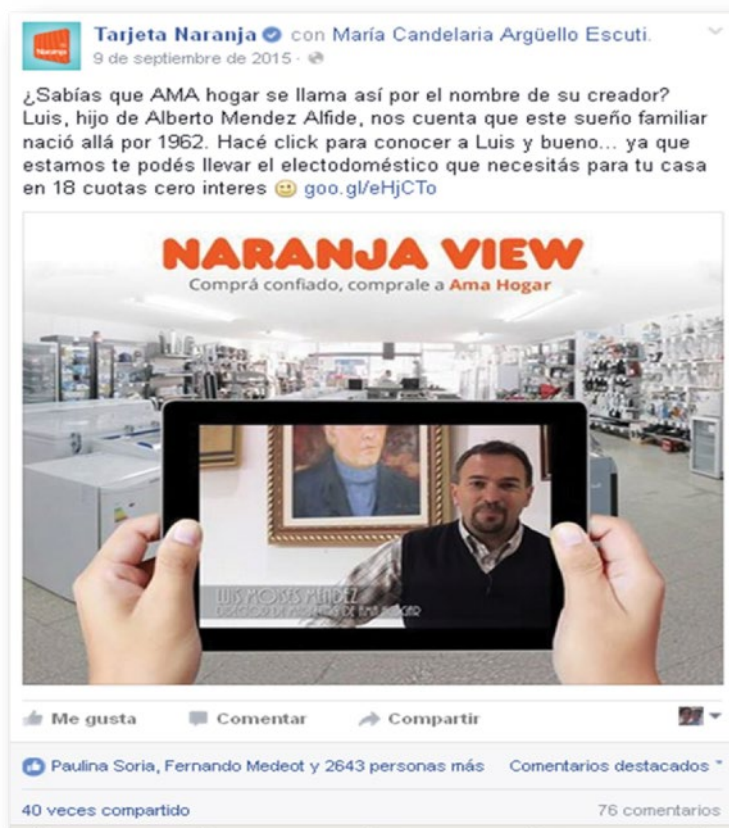 Naranja
Tarjeta Naranja con María Candelaria Argüello Escuti.
9 de septiembre de 2015 ·
¿Sabías que AMA hogar se llama así por el nombre de su creador?
Luis, hijo de Alberto Mendez Alfide, nos cuenta que este sueño familiar
nació allá por 1962. Hacé click para conocer a Luis y bueno... ya que
estamos te podés llevar el electodoméstico que necesitás para tu casa
en 18 cuotas cero interes goo.gl/eHjCTo
NARANJA VIEW
Comprá confiado, comprale a Ama Hogar
LUIS MOISES MENDEZ
DIRECTOR DE DE AMA
Me gusta Comentar Compartir
Paulina Soria, Fernando Medeot y 2643 personas más Comentarios destacados
40 veces compartido 76 comentarios